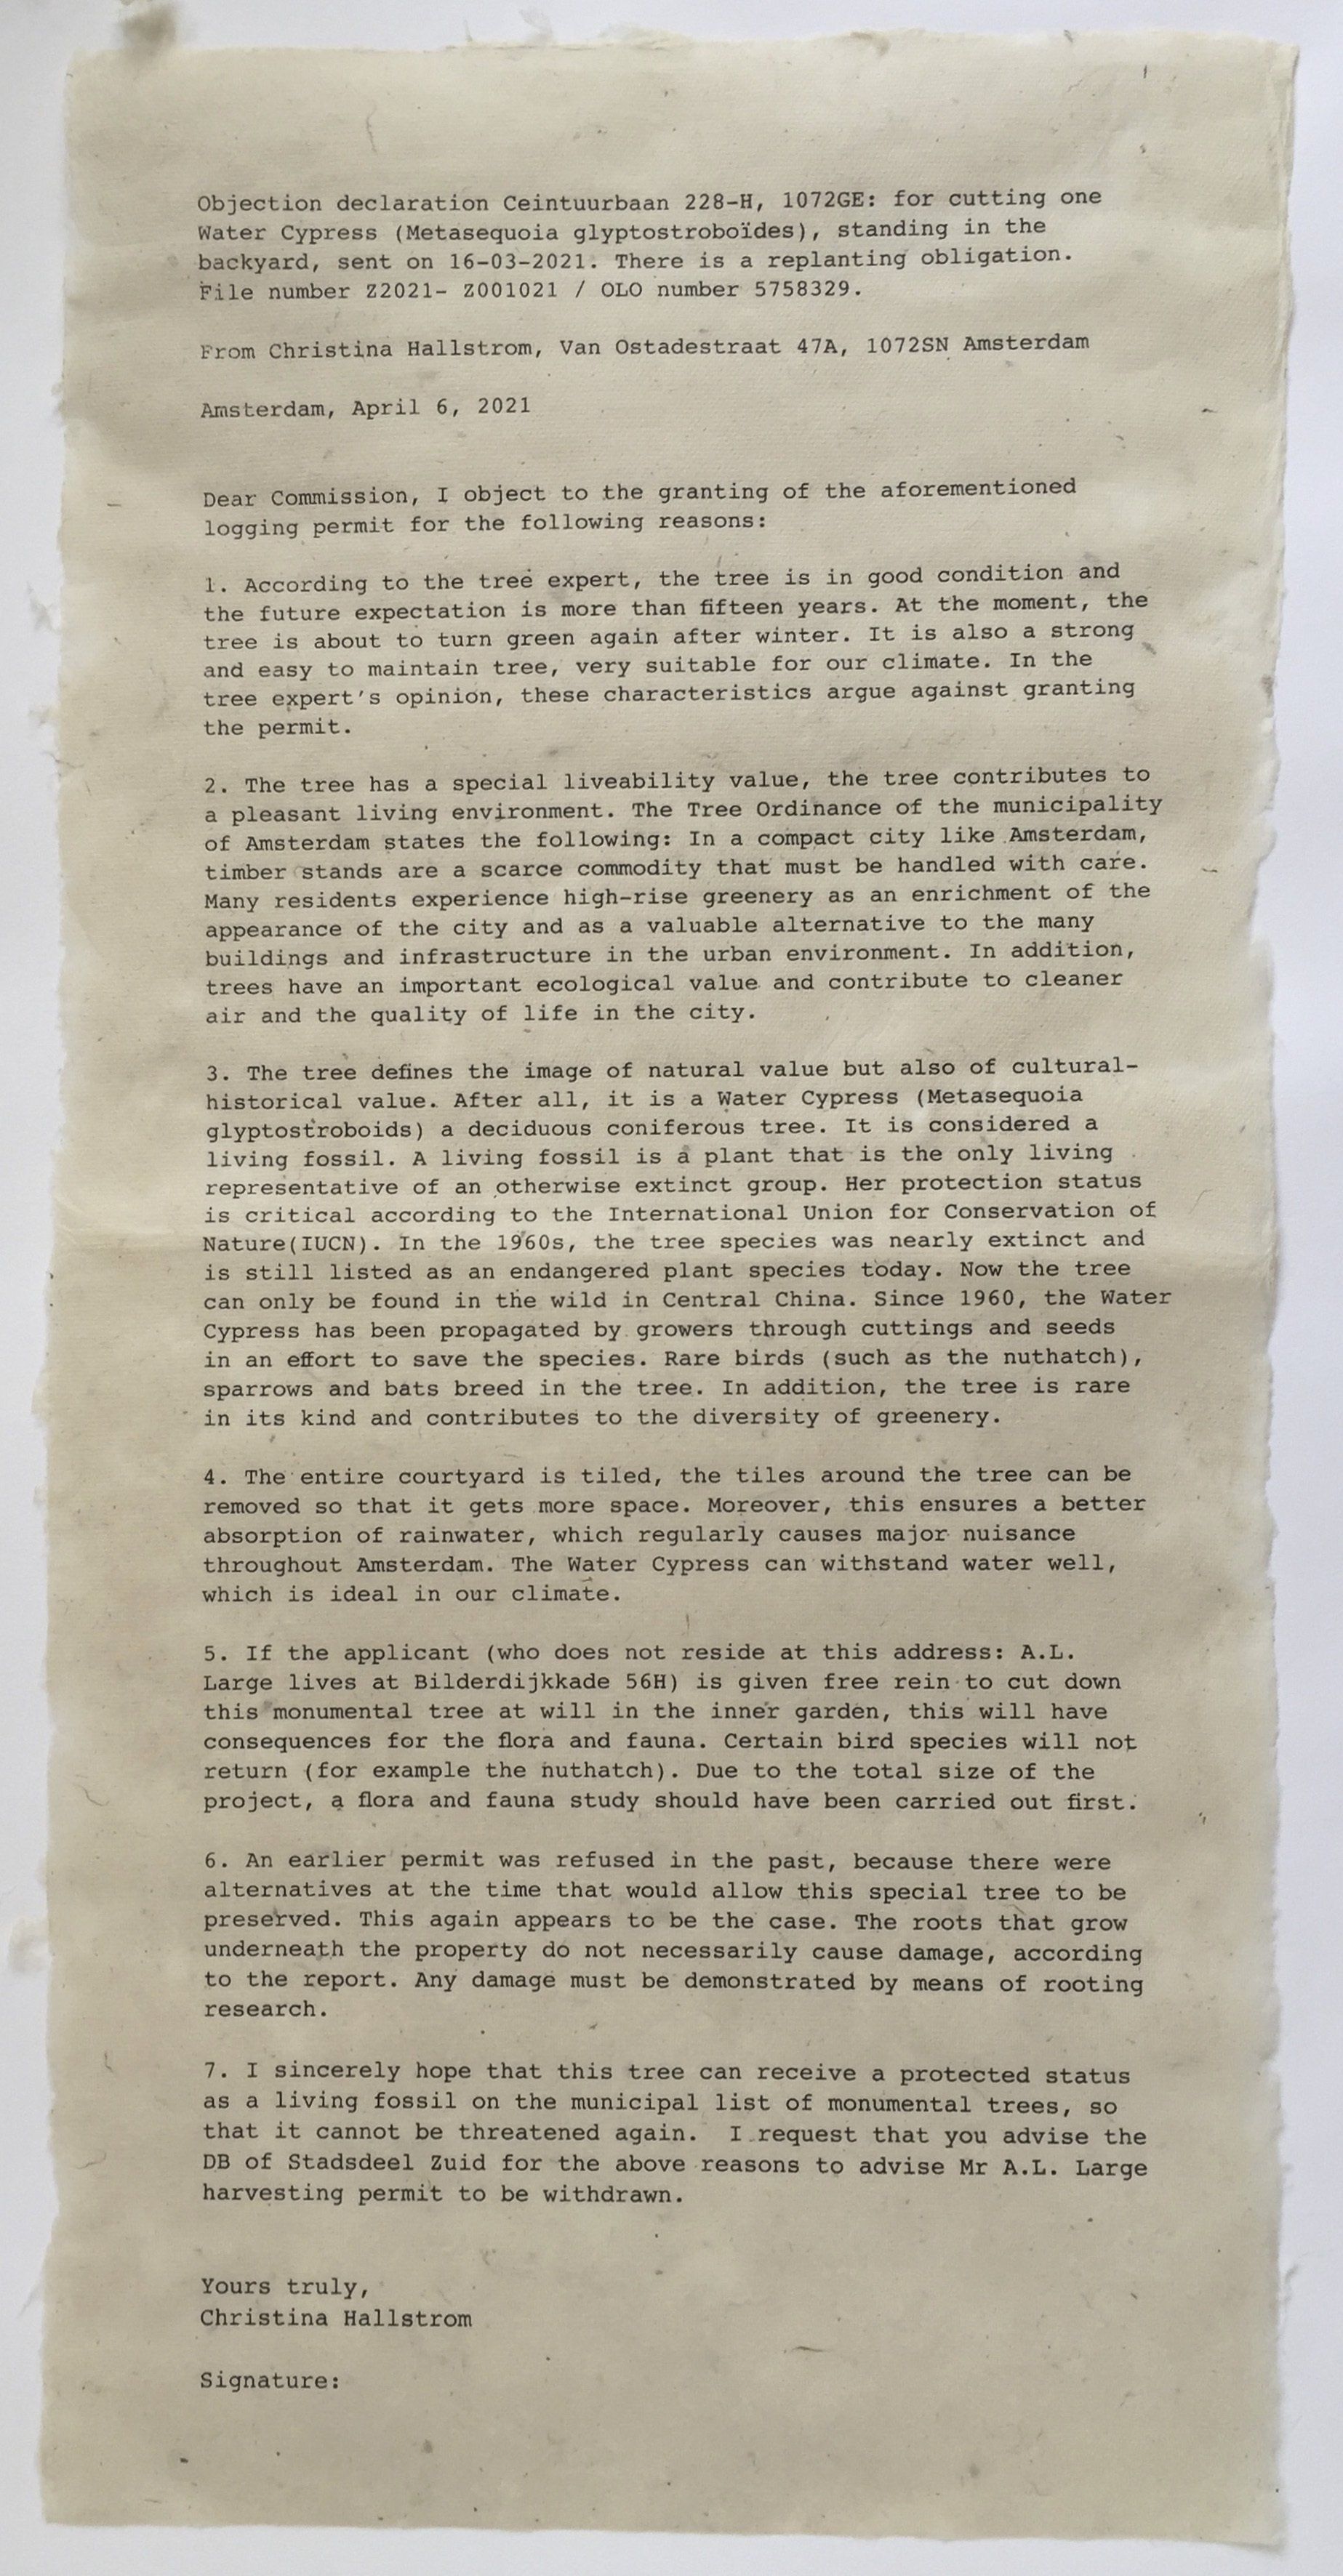 Objection declaration Ceintuurbaan 228-H, 1072GE: for cutting one
Water Cypress (Metasequoia glyptostroboïdes), standing in the
backyard, sent on 16-03-2021. There is a replanting obligation.
File number Z2021- Z001021 / OLO number 5758329.
From Christina Hallstrom, Van Ostadestraat 47A, 1072SN Amsterdam
Amsterdam, April 6, 2021
Dear Commission, I object to the granting of the aforementioned
logging permit for the following reasons:
1. According to the tree expert, the tree is in good condition and
the future expectation is more than fifteen years. At the moment, the
tree is about to turn green again after winter. It is also a strong
and easy to maintain tree, very suitable for our climate. In the
tree expert's opinion, these characteristics argue against granting
the permit.
2. The tree has a special liveability value, the tree contributes to
a pleasant living environment. The Tree Ordinance of the municipality
of Amsterdam states the following: In a compact city like Amsterdam,
timber stands are a scarce commodity that must be handled with care.
Many residents experience high-rise greenery as an enrichment of the
appearance of the city and as a valuable alternative to the many
buildings and infrastructure in the urban environment. In addition,
trees have an important ecological value and contribute to cleaner
air and the quality of life in the city.
3. The tree defines the image of natural value but also of cultural-
historical value. After all, it is a Water Cypress (Metasequoia
glyptostroboids) a deciduous coniferous tree. It is considered a
living fossil. A living fossil is a plant that is the only living
representative of an otherwise extinct group. Her protection status
is critical according to the International Union for Conservation of
Nature(IUCN). In the 1960s, the tree species was nearly extinct and
is still listed as an endangered plant species today. Now the tree
can only be found in the wild in Central China. Since 1960, the Water
Cypress has been propagated by growers through cuttings and seeds
in an effort to save the species. Rare birds (such as the nuthatch),
sparrows and bats breed in the tree. In addition, the tree is rare
in its kind and contributes to the diversity of greenery.
4. The entire courtyard is tiled, the tiles around the tree can be
removed so that it gets more space. Moreover, this ensures a better
absorption of rainwater, which regularly causes major nuisance
throughout Amsterdam. The Water Cypress can withstand water well,
which is ideal in our climate.
5. If the applicant (who does not reside at this address: A.L.
Large lives at Bilderdijkkade 56H) is given free rein to cut down
this monumental tree at will in the inner garden, this will have
consequences for the flora and fauna. Certain bird species will not
return (for example the nuthatch). Due to the total size of the
project, a flora and fauna study should have been carried out first.
6. An earlier permit was refused in the past, because there were
alternatives at the time that would allow this special tree to be
preserved. This again appears to be the case. The roots that grow
underneath the property do not necessarily cause damage, according
to the report. Any damage must be demonstrated by means of rooting
research.
7. I sincerely hope that this tree can receive a protected status
as a living fossil on the municipal list of monumental trees, so
that it cannot be threatened again.  I request that you advise the
DB of Stadsdeel Zuid for the above reasons to advise Mr A.L. Large
harvesting permit to be withdrawn.
Yours truly,
Christina Hallstrom
Signature: